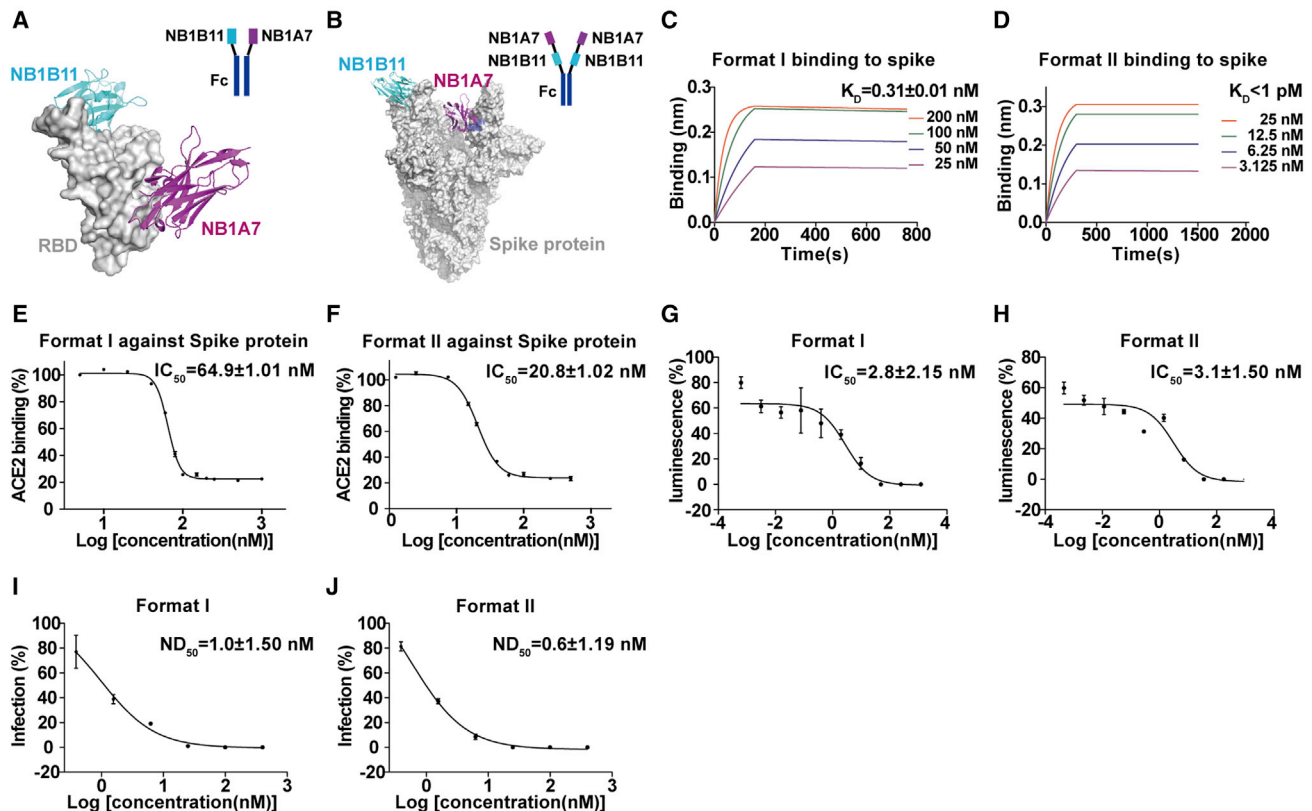 A
NB1B11
NB1A7
Fc
NB1B11
RBD
NB1A7
B
NB1A7
NB1A7
NB1B11
NB1B11
Fc
NB1B11
NB1A7
Spike protein
C
Format I binding to spike
K_D=0.31±0.01 nM
200 nM
100 nM
50 nM
25 nM
Binding (nm)
0.3
0.2
0.1
0
0 200 400 600 800
Time(s)
D
Format II binding to spike
K_D<1 pM
25 nM
12.5 nM
6.25 nM
3.125 nM
Binding (nm)
0.3
0.2
0.1
0
0 500 1000 1500 2000
Time(s)
E
Format I against Spike protein
IC50=64.9±1.01 nM
ACE2 binding (%)
100
80
60
40
20
0
1 2 3
Log [concentration(nM)]
F
Format II against Spike protein
IC50=20.8±1.02 nM
ACE2 binding (%)
100
80
60
40
20
0
0 1 2 3
Log [concentration(nM)]
G
Format I
IC50=2.8±2.15 nM
luminescence (%)
100
80
60
40
20
0
-20
-4 -2 0 2 4
Log [concentration(nM)]
H
Format II
IC50=3.1±1.50 nM
luminescence (%)
80
60
40
20
0
-20
-4 -2 0 2 4
Log [concentration(nM)]
I
Format I
ND50=1.0±1.50 nM
Infection (%)
100
80
60
40
20
0
-20
0 1 2 3
Log [concentration(nM)]
J
Format II
ND50=0.6±1.19 nM
Infection (%)
100
80
60
40
20
0
-20
0 1 2 3
Log [concentration(nM)]